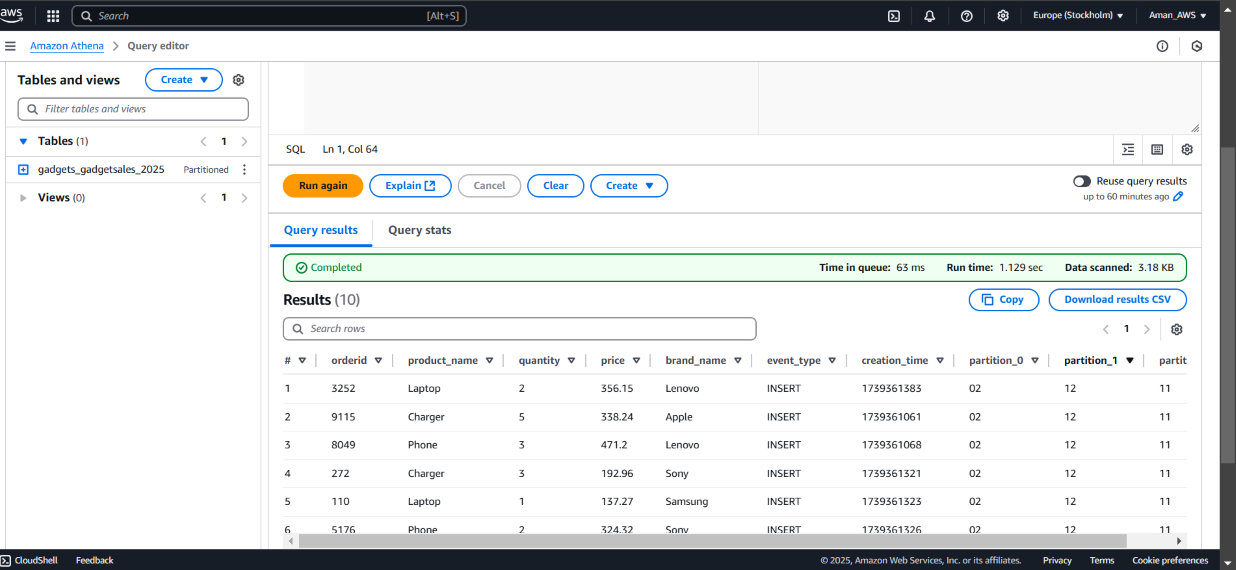 aws Search [Alt+S] Europe (Stockholm) Aman_AWS
Amazon Athena > Query editor
Tables and views Create
Filter tables and views
Tables (1) < 1 >
gadgets_gadgetsales_2025 Partitioned
Views (0) < 1 >
SQL Ln 1, Col 64
Run again Explain Cancel Clear Create
Reuse query results
up to 60 minutes ago
Query results Query stats
Completed Time in queue: 63 ms Run time: 1.129 sec Data scanned: 3.18 KB
Results (10) Copy Download results CSV
Search rows < 1 >
# orderid product_name quantity price brand_name event_type creation_time partition_0 partition_1 partit
1 3252 Laptop 2 356.15 Lenovo INSERT 1739361383 02 12 11
2 9115 Charger 5 338.24 Apple INSERT 1739361061 02 12 11
3 8049 Phone 3 471.2 Lenovo INSERT 1739361068 02 12 11
4 272 Charger 3 192.96 Sony INSERT 1739361321 02 12 11
5 110 Laptop 1 137.27 Samsung INSERT 1739361323 02 12 11
6 5176 Phone 2 324.32 Sony INSERT 1739361326 02 12 11
CloudShell Feedback © 2025, Amazon Web Services, Inc. or its affiliates. Privacy Terms Cookie preferences